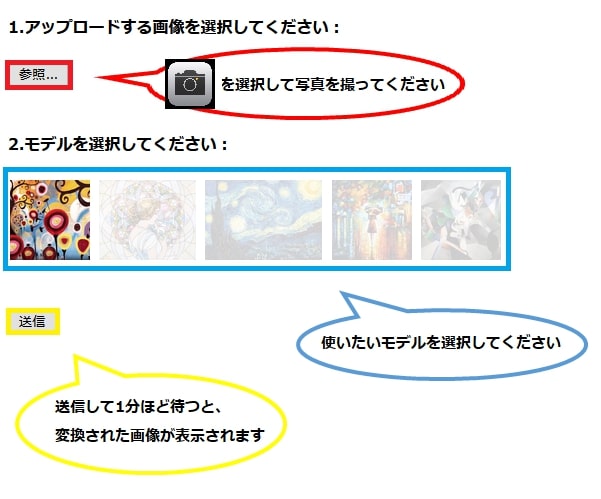 1.アップロードする画像を選択してください：
参照...
を選択して写真を撮ってください
2.モデルを選択してください：
送信
使いたいモデルを選択してください
送信して1分ほど待つと、
変換された画像が表示されます